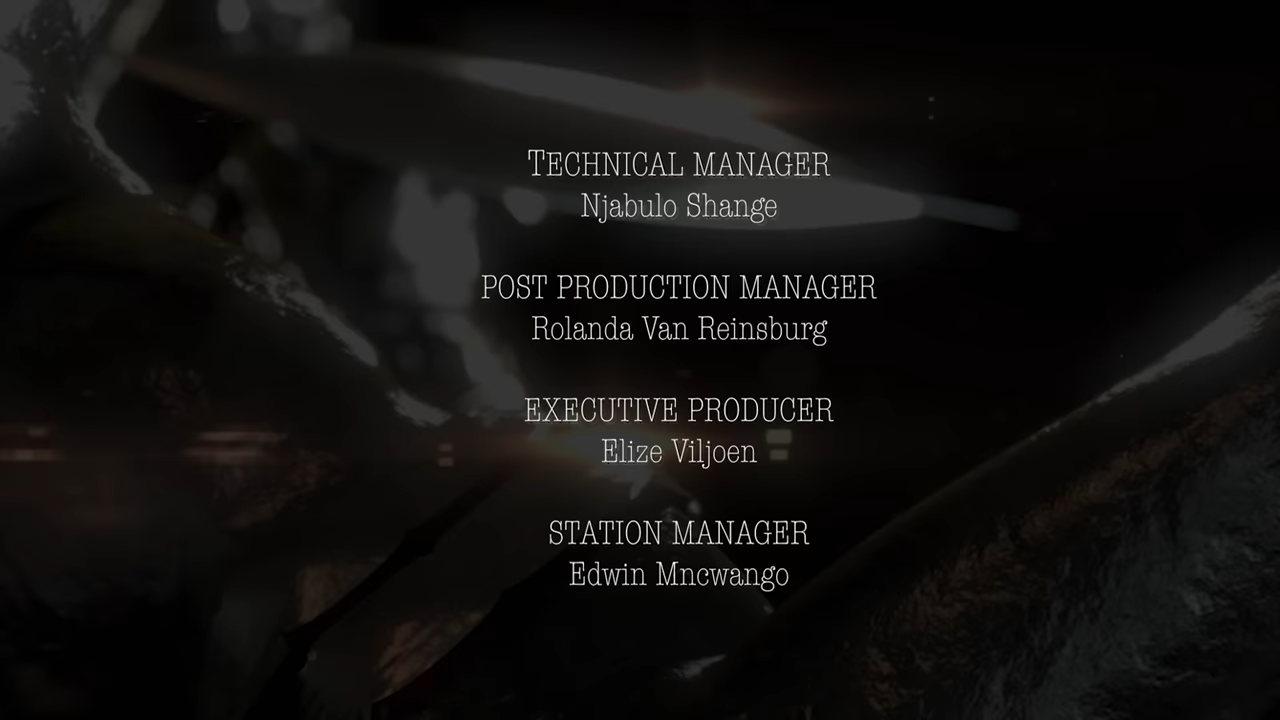 TECHNICAL MANAGER
Njabulo Shange
POST PRODUCTION MANAGER
Rolanda Van Reinsburg
EXECUTIVE PRODUCER
Elize Viljoen
STATION MANAGER
Edwin Mncwango